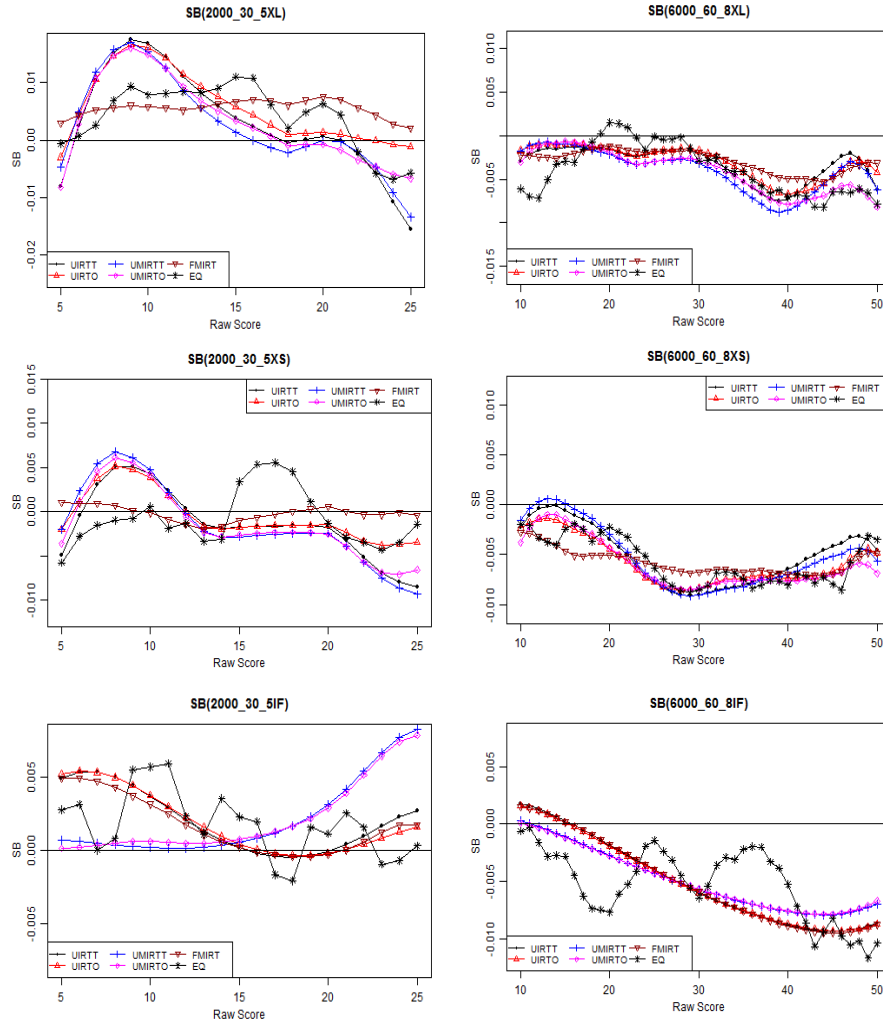 SB(2000_30_5XL)
SB
0.01
0.00
-0.01
-0.02
UIRTT UMIRTT FMIRT
UIRTO UMIRTO EQ
5 10 15 20 25
Raw Score
SB(6000_60_8XL)
SB
0.010
0.005
-0.005
-0.015
UIRTT UMIRTT FMIRT
UIRTO UMIRTO EQ
10 20 30 40 50
Raw Score
SB(2000_30_5XS)
SB
0.015
0.010
0.005
0.000
-0.010
UIRTT UMIRTT FMIRT
UIRTO UMIRTO EQ
5 10 15 20 25
Raw Score
SB(6000_60_8XS)
SB
0.010
0.005
0.000
-0.005
-0.010
UIRTT UMIRTT FMIRT
UIRTO UMIRTO EQ
10 20 30 40 50
Raw Score
SB(2000_30_5IF)
SB
0.005
0.000
-0.005
UIRTT UMIRTT FMIRT
UIRTO UMIRTO EQ
5 10 15 20 25
Raw Score
SB(6000_60_8IF)
SB
0.005
0.000
-0.005
-0.010
UIRTT UMIRTT FMIRT
UIRTO UMIRTO EQ
10 20 30 40 50
Raw Score